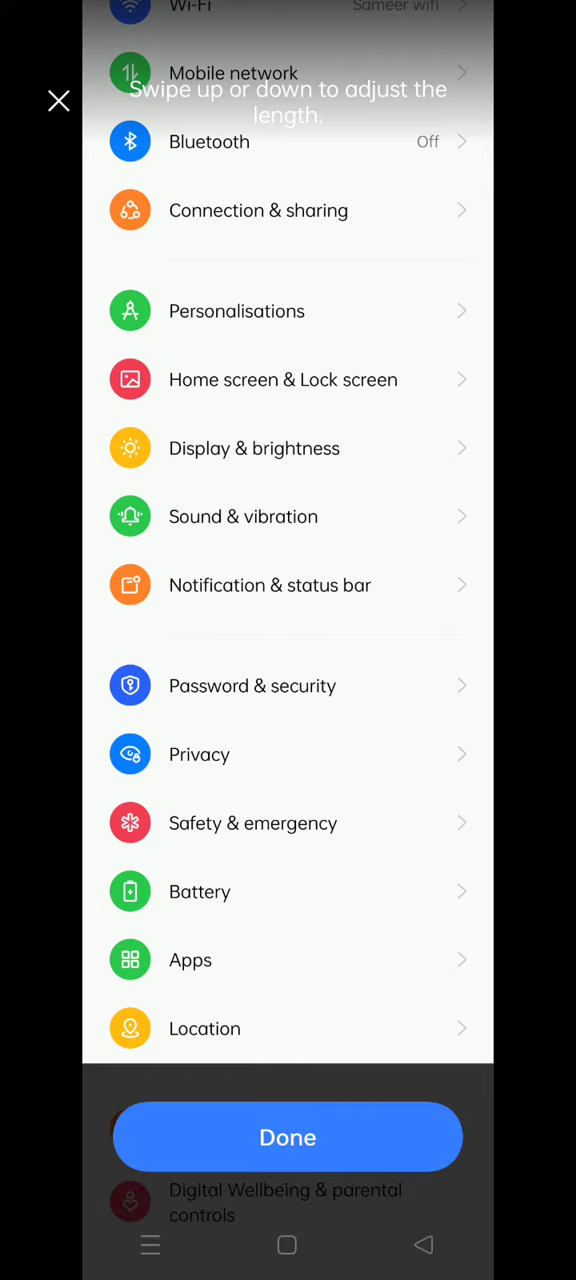 Wi-Fi Sameer wifi
Mobile network
Swipe up or down to adjust the
length.
Bluetooth Off
Connection & sharing
Personalisations
Home screen & Lock screen
Display & brightness
Sound & vibration
Notification & status bar
Password & security
Privacy
Safety & emergency
Battery
Apps
Location
Done
Digital Wellbeing & parental
controls